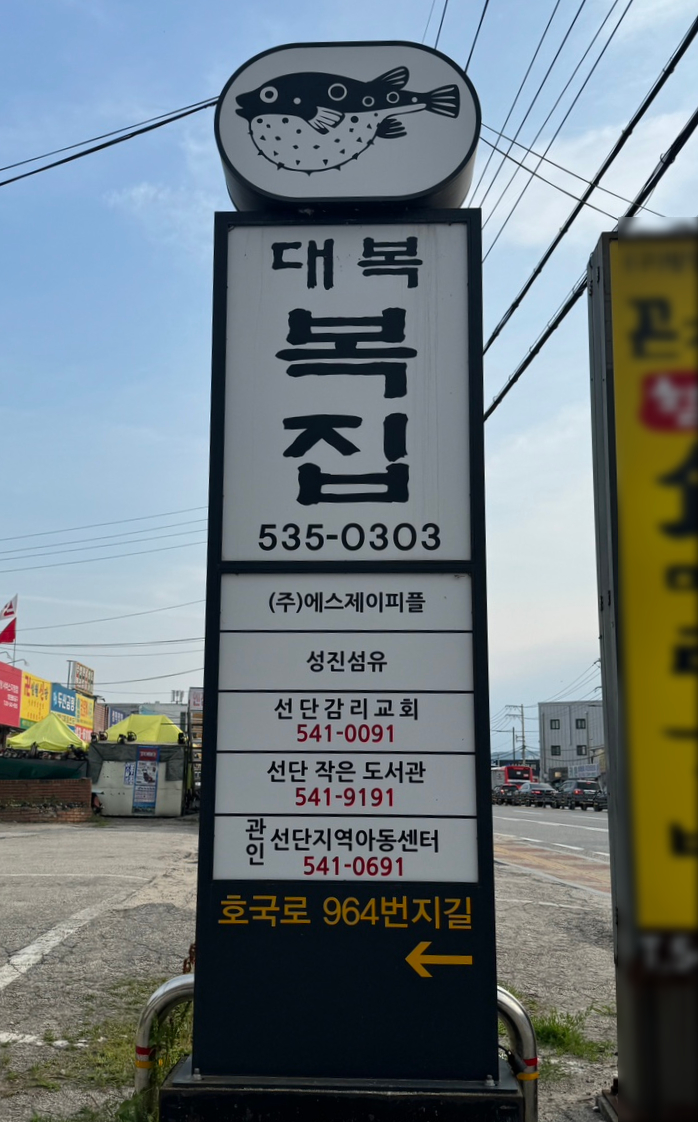 대복
복
집
535-0303
(주)에스제이피플
성진섬유
선단감리교회
541-0091
선단 작은 도서관
541-9191
관인 선단지역아동센터
541-0691
호국로 964번지길